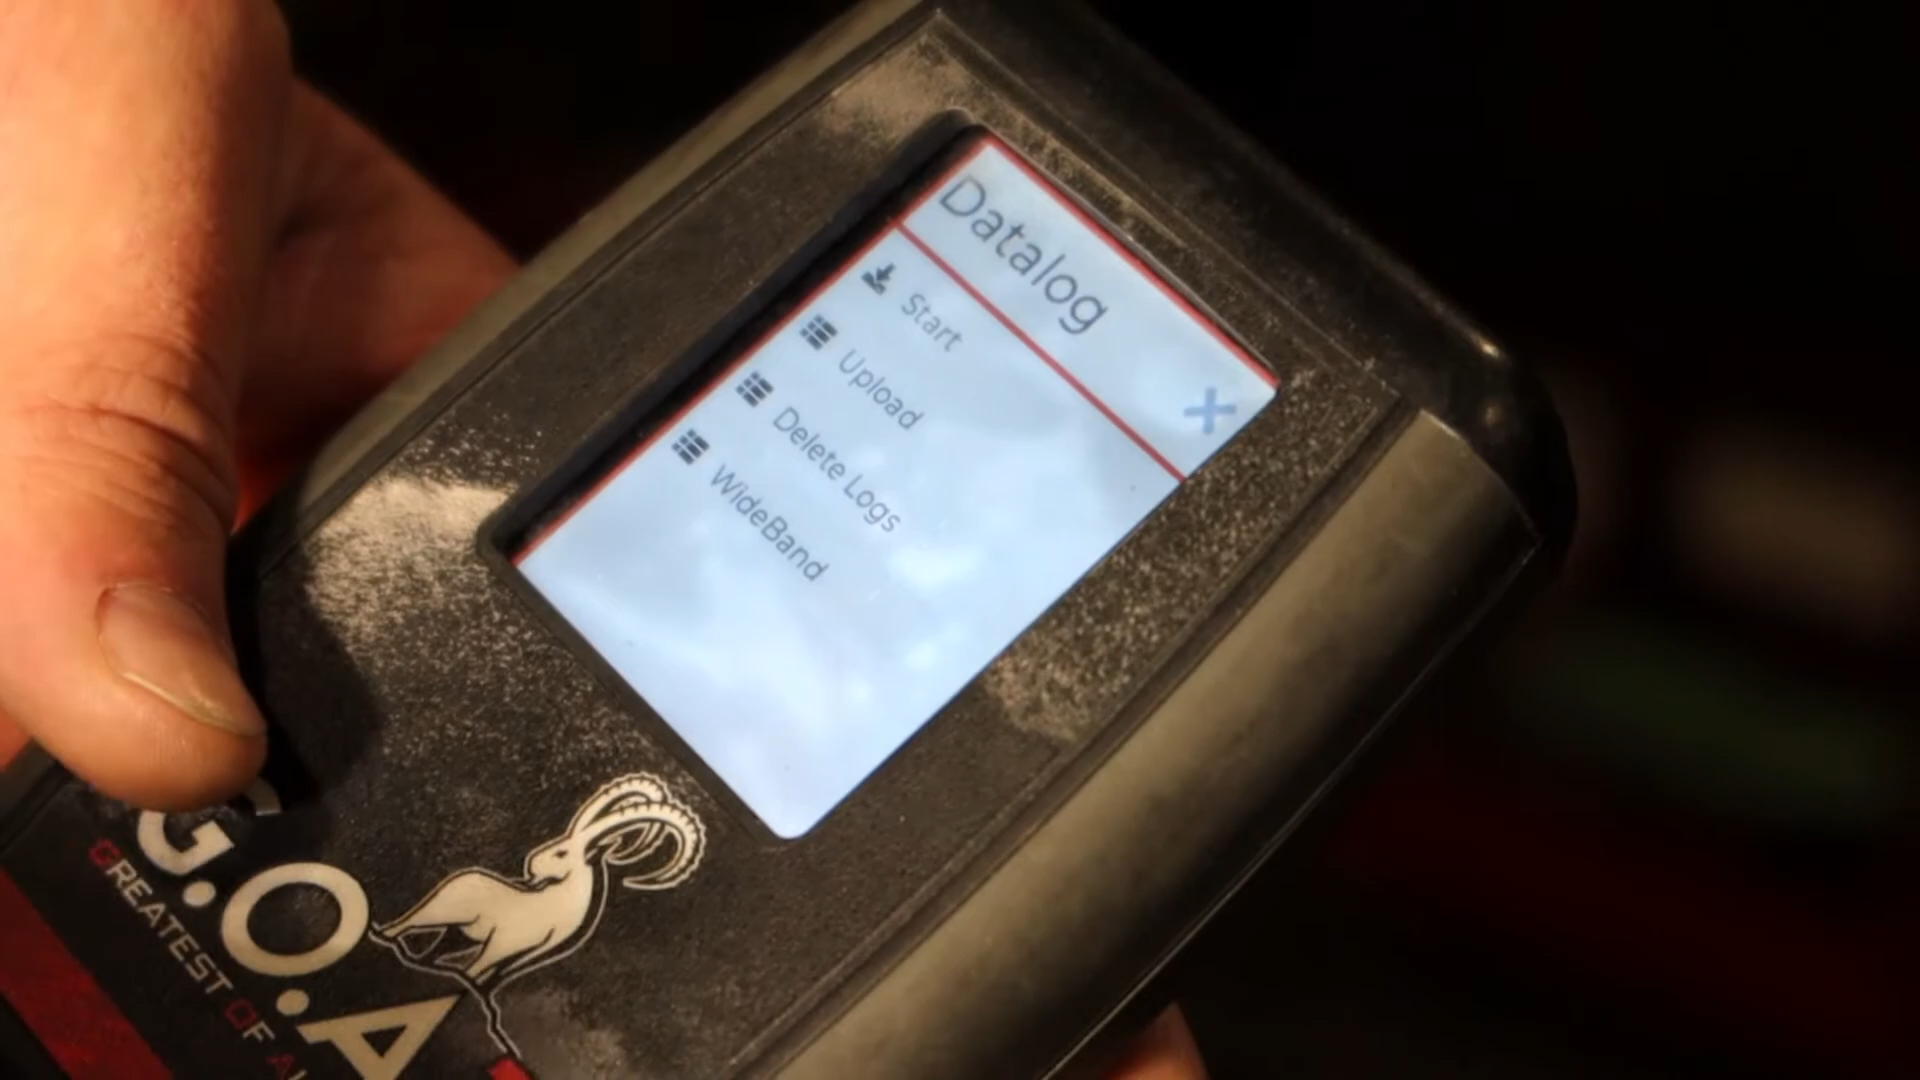 Datalog
Start
Upload
Delete Logs
WideBand
G.O.A
GREATEST OF